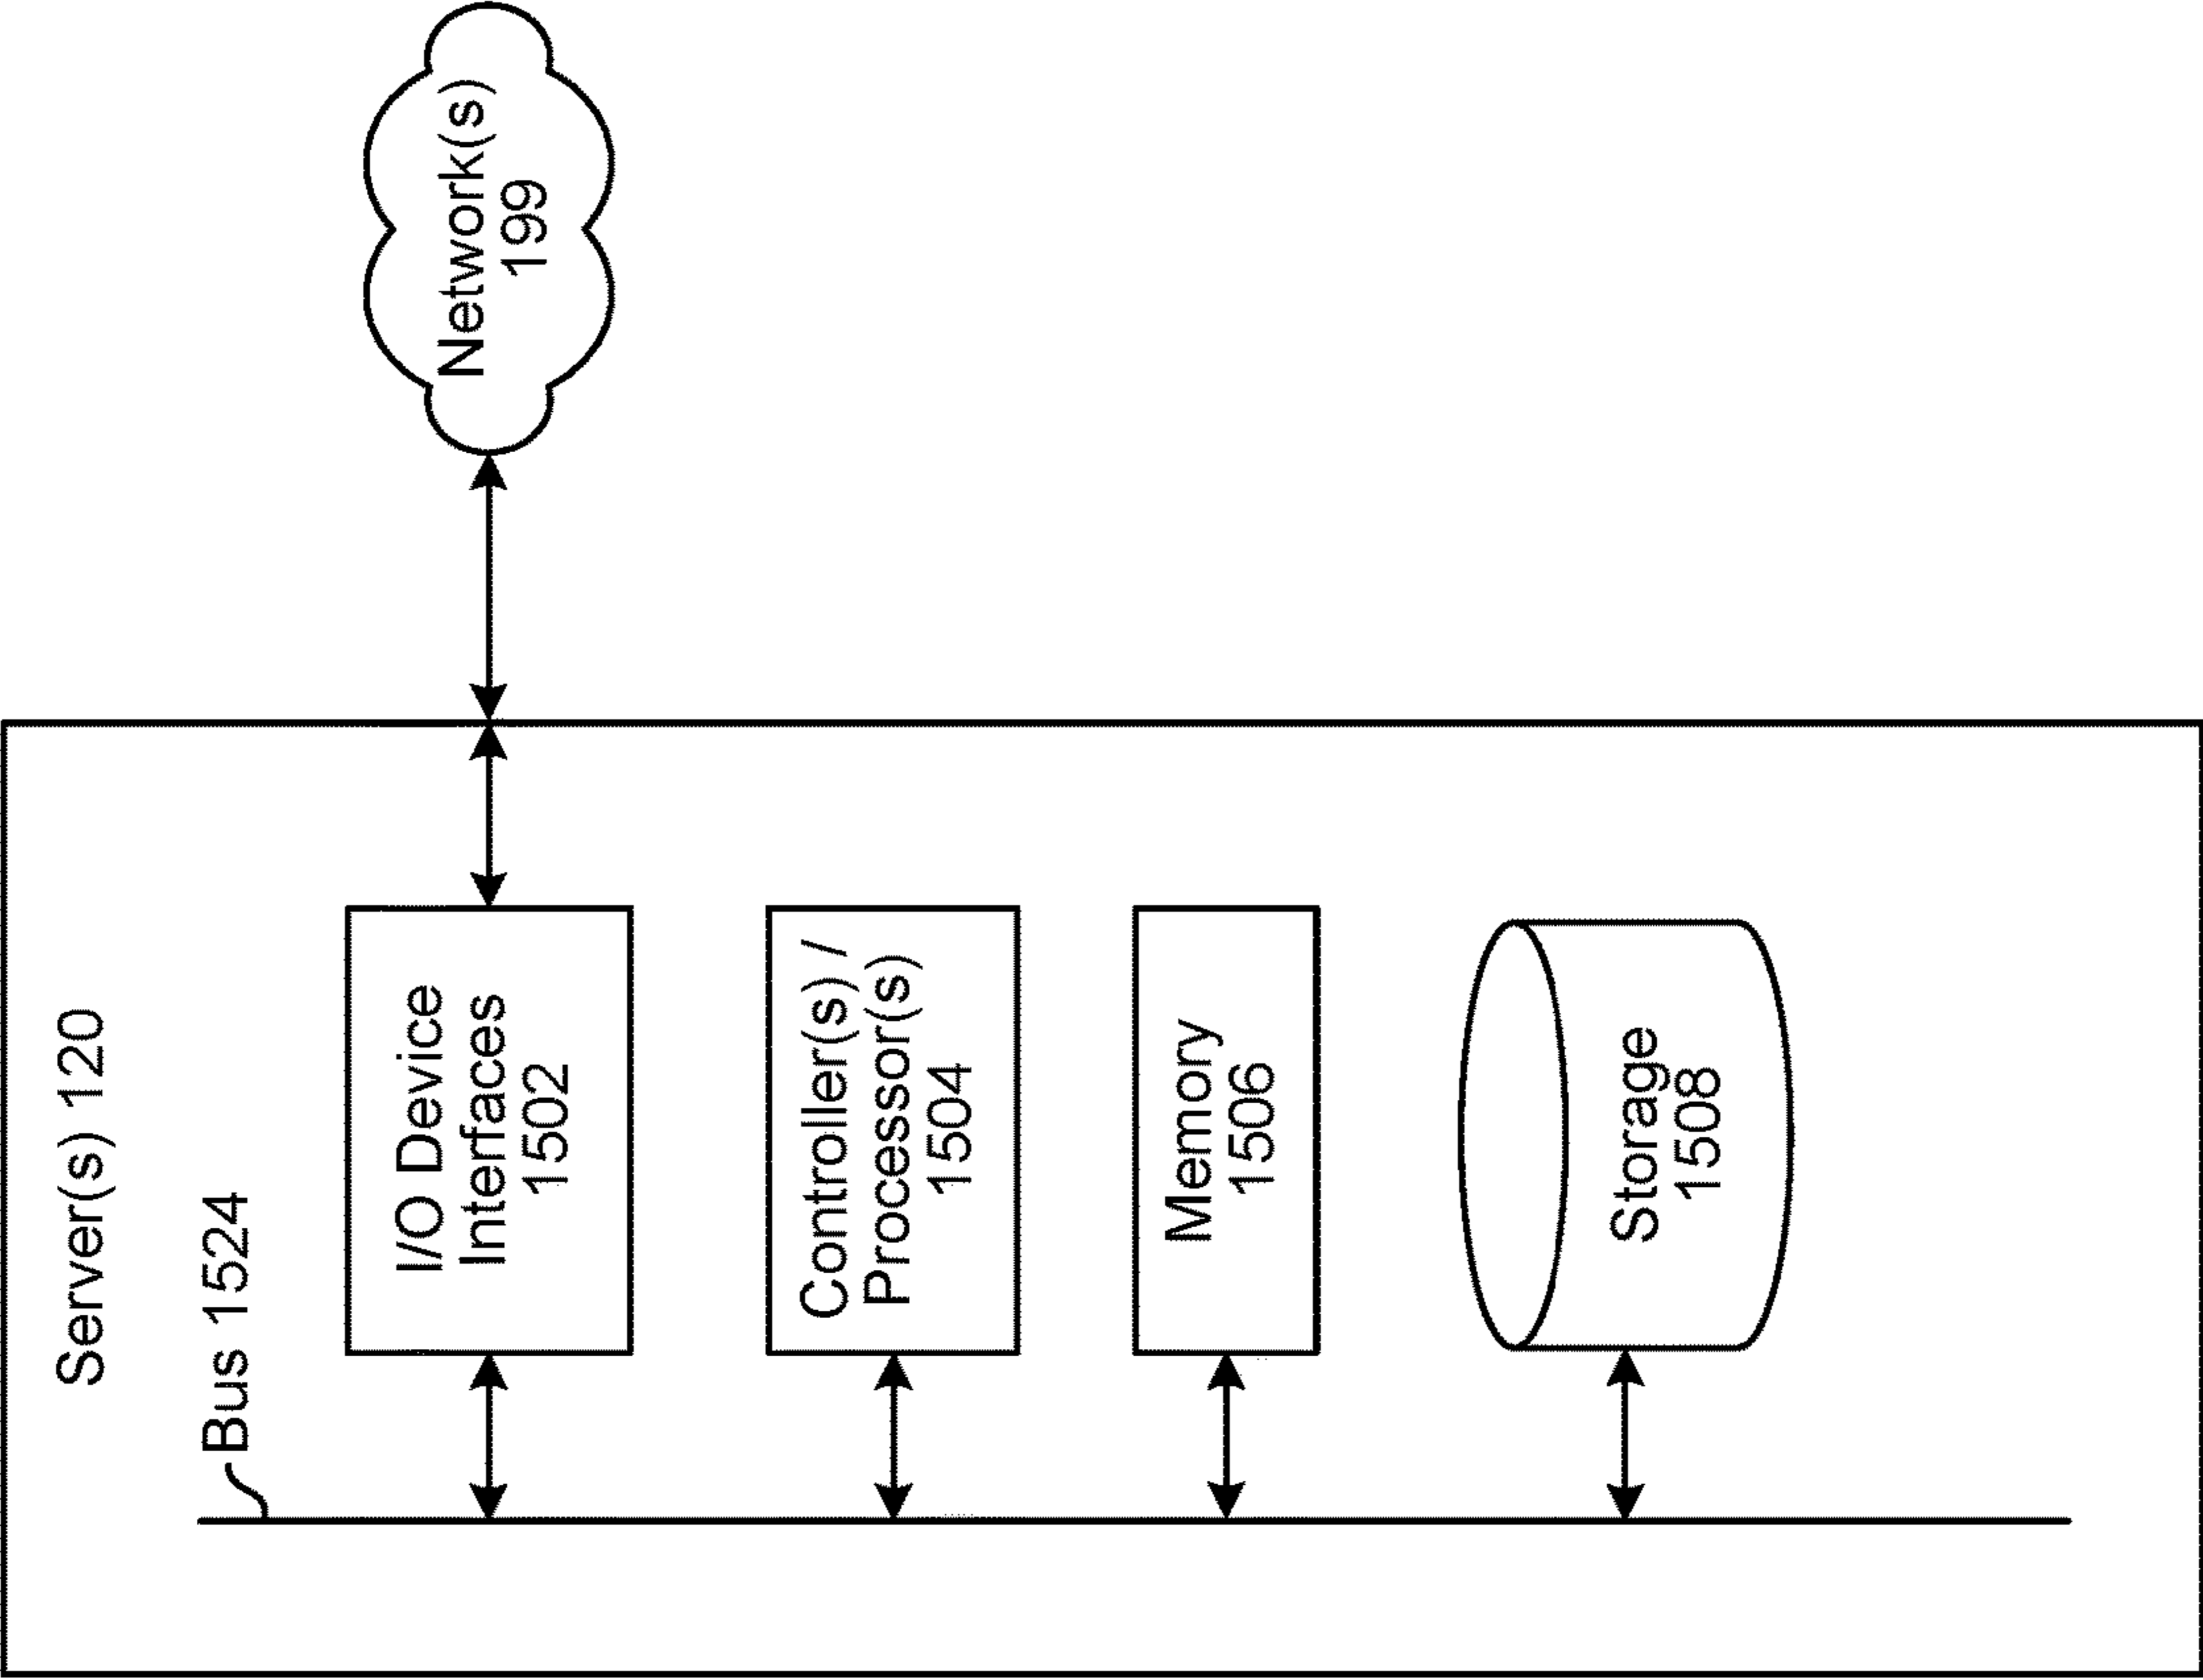 Server(s) 120
Bus 1524
I/O Device
Interfaces
1502
Network(s)
199
Controller(s) /
Processor(s)
1504
Memory
1506
Storage
1508